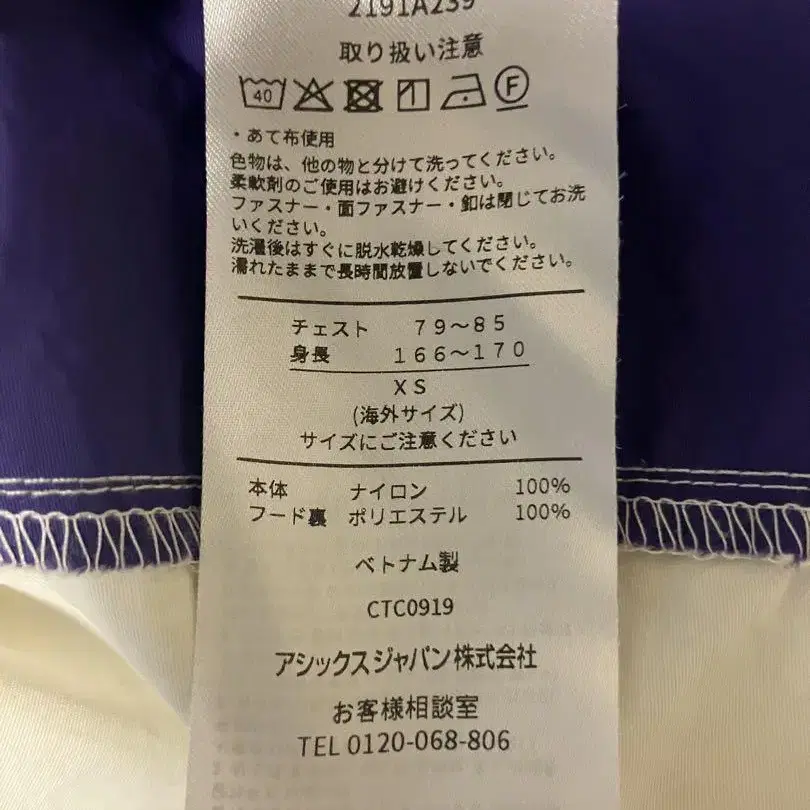 2191A239
取り扱い注意
40
F
・あて布使用
色物は、他の物と分けて洗ってください。
柔軟剤のご使用はお避けください。
ファスナー・面ファスナー・釦は閉じてお洗
いください。
洗濯後はすぐに脱水乾燥してください。
濡れたままで長時間放置しないでください。
チェスト 79～85
身長 166～170
XS
(海外サイズ)
サイズにご注意ください
本体 ナイロン 100%
フード裏 ポリエステル 100%
ベトナム製
CTC0919
アシックスジャパン株式会社
お客様相談室
TEL 0120-068-806